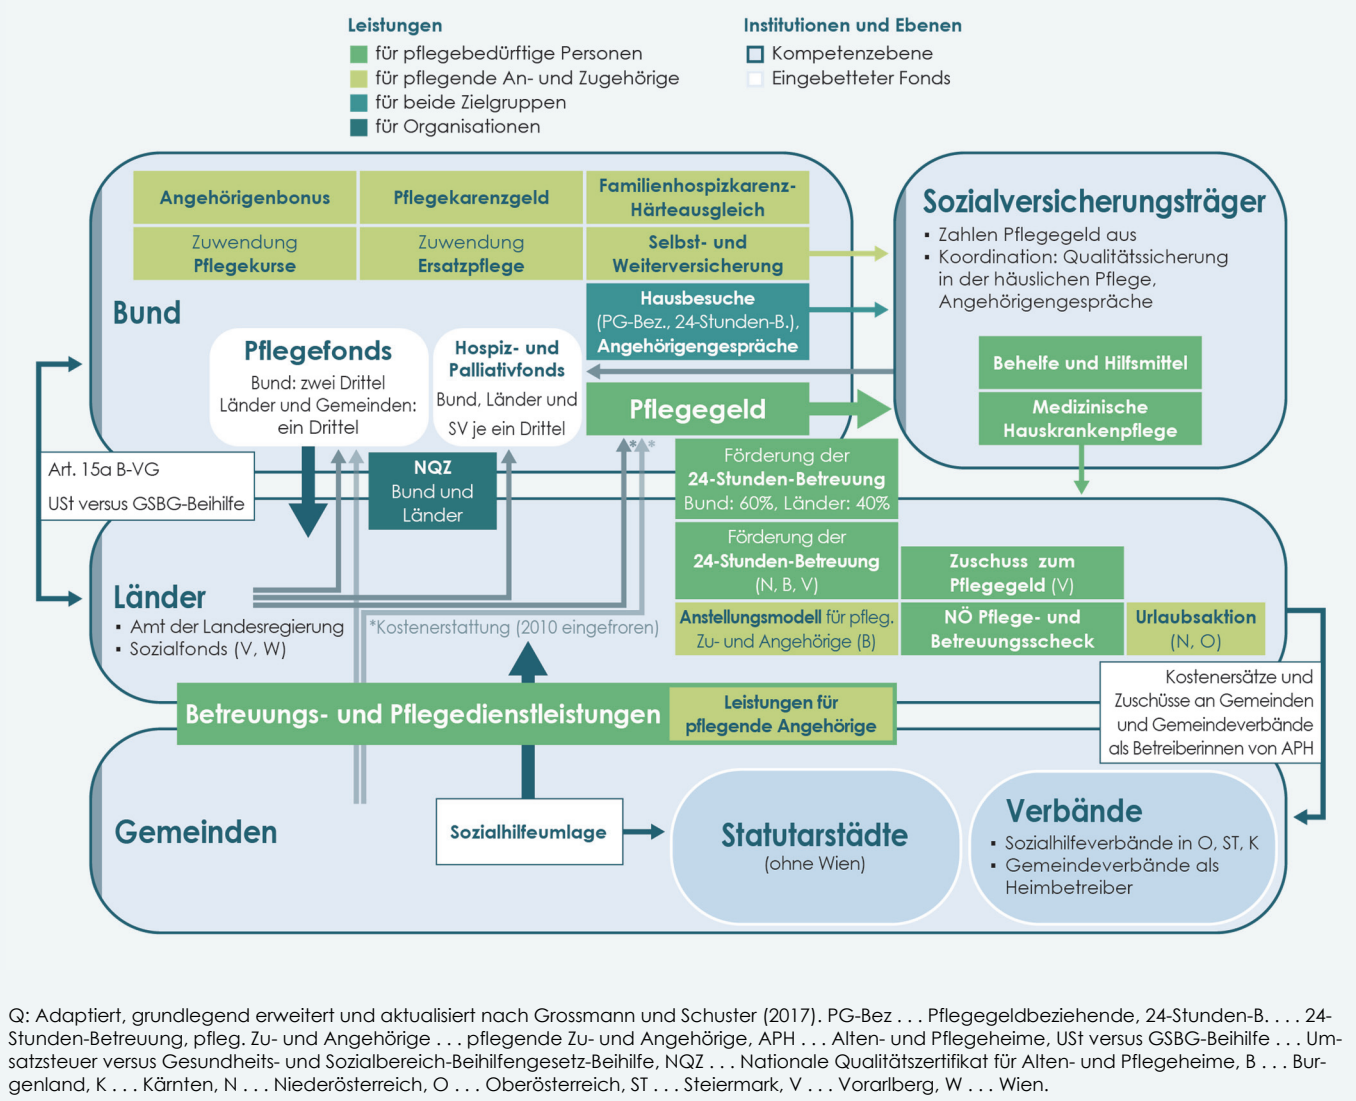 Leistungen
für pflegebedürftige Personen
für pflegende An- und Zugehörige
für beide Zielgruppen
für Organisationen
Institutionen und Ebenen
Kompetenzebene
Eingebetteter Fonds
Angehörigenbonus
Pflegekarenzgeld
Familienhospizkarenz-
Härteausgleich
Zuwendung
Pflegekurse
Zuwendung
Ersatzpflege
Selbst- und
Weiterversicherung
Hausbesuche
(PG-Bez., 24-Stunden-B.),
Angehörigengespräche
Bund
Pflegefonds
Bund: zwei Drittel
Länder und Gemeinden:
ein Drittel
Hospiz- und
Palliativfonds
Bund, Länder und
SV je ein Drittel
Pflegegeld
Sozialversicherungsträger
▪ Zahlen Pflegegeld aus
▪ Koordination: Qualitätssicherung
in der häuslichen Pflege,
Angehörigengespräche
Behelfe und Hilfsmittel
Medizinische
Hauskrankenpflege
Art. 15a B-VG
USt versus GSBG-Beihilfe
NQZ
Bund und
Länder
* *
Förderung der
24-Stunden-Betreuung
Bund: 60%, Länder: 40%
Förderung der
24-Stunden-Betreuung
(N, B, V)
Zuschuss zum
Pflegegeld (V)
Anstellungsmodell für pfleg.
Zu- und Angehörige (B)
NÖ Pflege- und
Betreuungsscheck
Urlaubsaktion
(N, O)
Länder
▪ Amt der Landesregierung
▪ Sozialfonds (V, W)
*Kostenerstattung (2010 eingefroren)
Kostenersätze und
Zuschüsse an Gemeinden
und Gemeindeverbände
als Betreiberinnen von APH
Betreuungs- und Pflegedienstleistungen
Leistungen für
pflegende Angehörige
Gemeinden
Sozialhilfeumlage
Statutarstädte
(ohne Wien)
Verbände
▪ Sozialhilfeverbände in O, ST, K
▪ Gemeindeverbände als
Heimbetreiber
Q: Adaptiert, grundlegend erweitert und aktualisiert nach Grossmann und Schuster (2017). PG-Bez . . . Pflegegeldbeziehende, 24-Stunden-B. . . . 24-
Stunden-Betreuung, pfleg. Zu- und Angehörige . . . pflegende Zu- und Angehörige, APH . . . Alten- und Pflegeheime, USt versus GSBG-Beihilfe . . . Um-
satzsteuer versus Gesundheits- und Sozialbereich-Beihilfengesetz-Beihilfe, NQZ . . . Nationale Qualitätszertifikat für Alten- und Pflegeheime, B . . . Bur-
genland, K . . . Kärnten, N . . . Niederösterreich, O . . . Oberösterreich, ST . . . Steiermark, V . . . Vorarlberg, W . . . Wien.